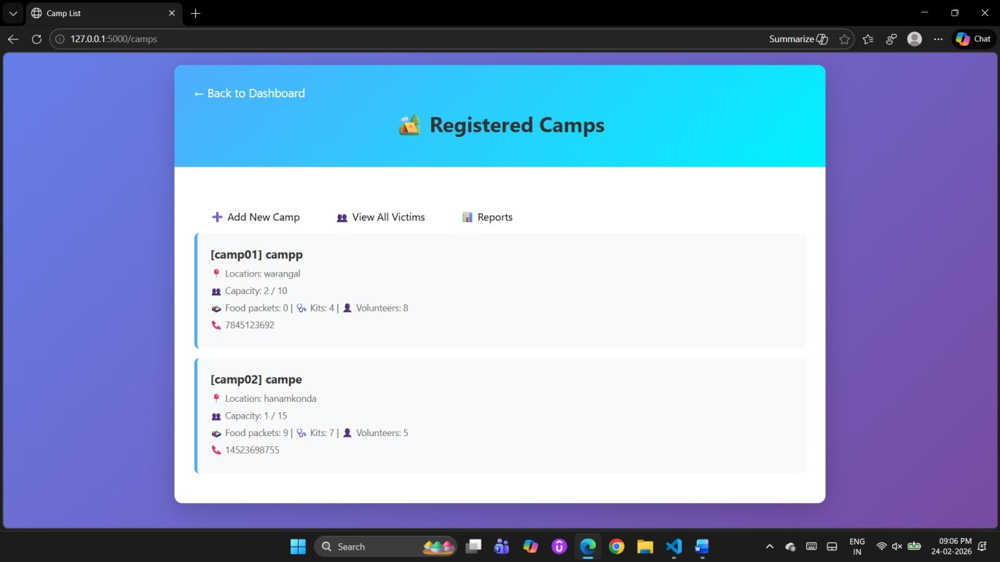 Camp List
127.0.0.1:5000/camps
Summarize
Chat
← Back to Dashboard
Registered Camps
Add New Camp
View All Victims
Reports
[camp01] campp
Location: warangal
Capacity: 2 / 10
Food packets: 0 | Kits: 4 | Volunteers: 8
7845123692
[camp02] campe
Location: hanamkonda
Capacity: 1 / 15
Food packets: 9 | Kits: 7 | Volunteers: 5
14523698755
Search
ENG
IN
09:06 PM
24-02-2026